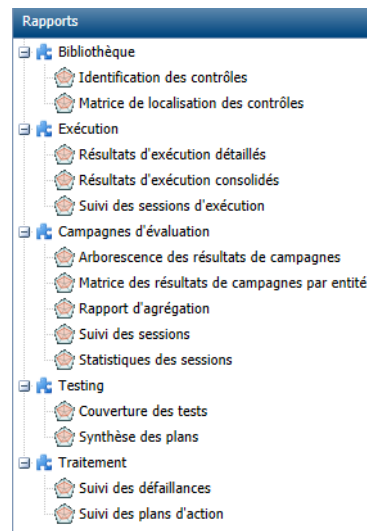 Rapports
Bibliothèque
Identification des contrôles
Matrice de localisation des contrôles
Exécution
Résultats d'exécution détaillés
Résultats d'exécution consolidés
Suivi des sessions d'exécution
Campagnes d'évaluation
Arborescence des résultats de campagnes
Matrice des résultats de campagnes par entité
Rapport d'agrégation
Suivi des sessions
Statistiques des sessions
Testing
Couverture des tests
Synthèse des plans
Traitement
Suivi des défaillances
Suivi des plans d'action